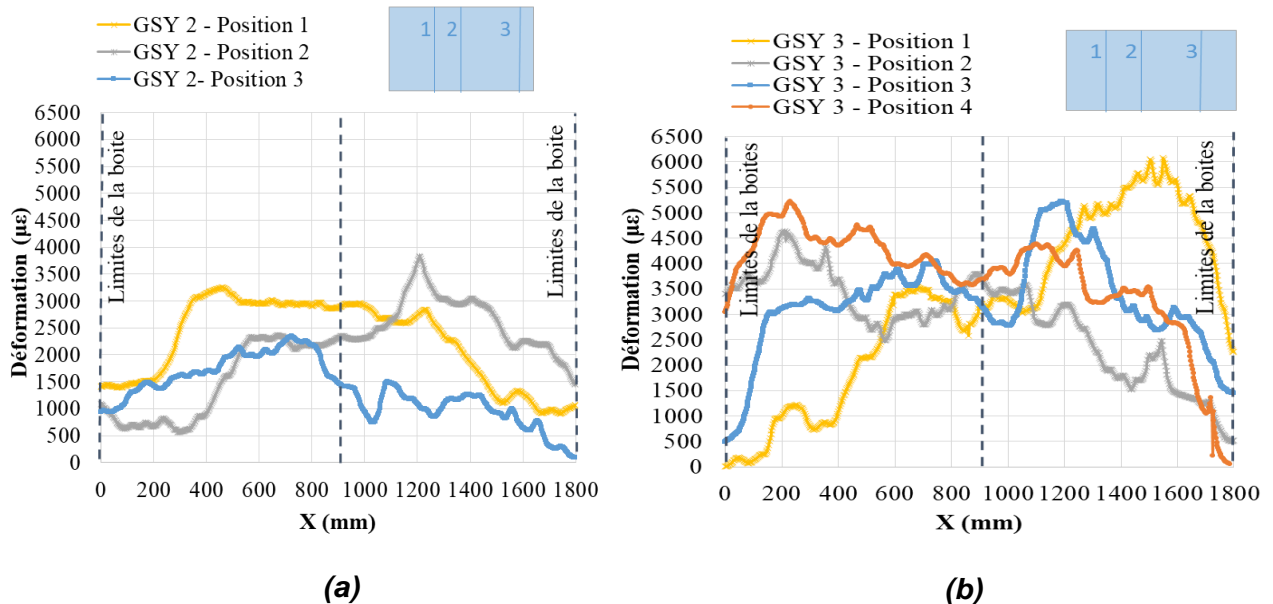 GSY 2 - Position 1
GSY 2 - Position 2
GSY 2- Position 3
1 2 3
Déformation (µε)
6500
6000
5500
5000
4500
4000
3500
3000
2500
2000
1500
1000
500
0
Limites de la boite
Limites de la boite
0 200 400 600 800 1000 1200 1400 1600 1800
X (mm)
(a)
GSY 3 - Position 1
GSY 3 - Position 2
GSY 3 - Position 3
GSY 3 - Position 4
1 2 3
Déformation (µε)
6500
6000
5500
5000
4500
4000
3500
3000
2500
2000
1500
1000
500
0
Limites de la boites
Limites de la boites
0 200 400 600 800 1000 1200 1400 1600 1800
X (mm)
(b)